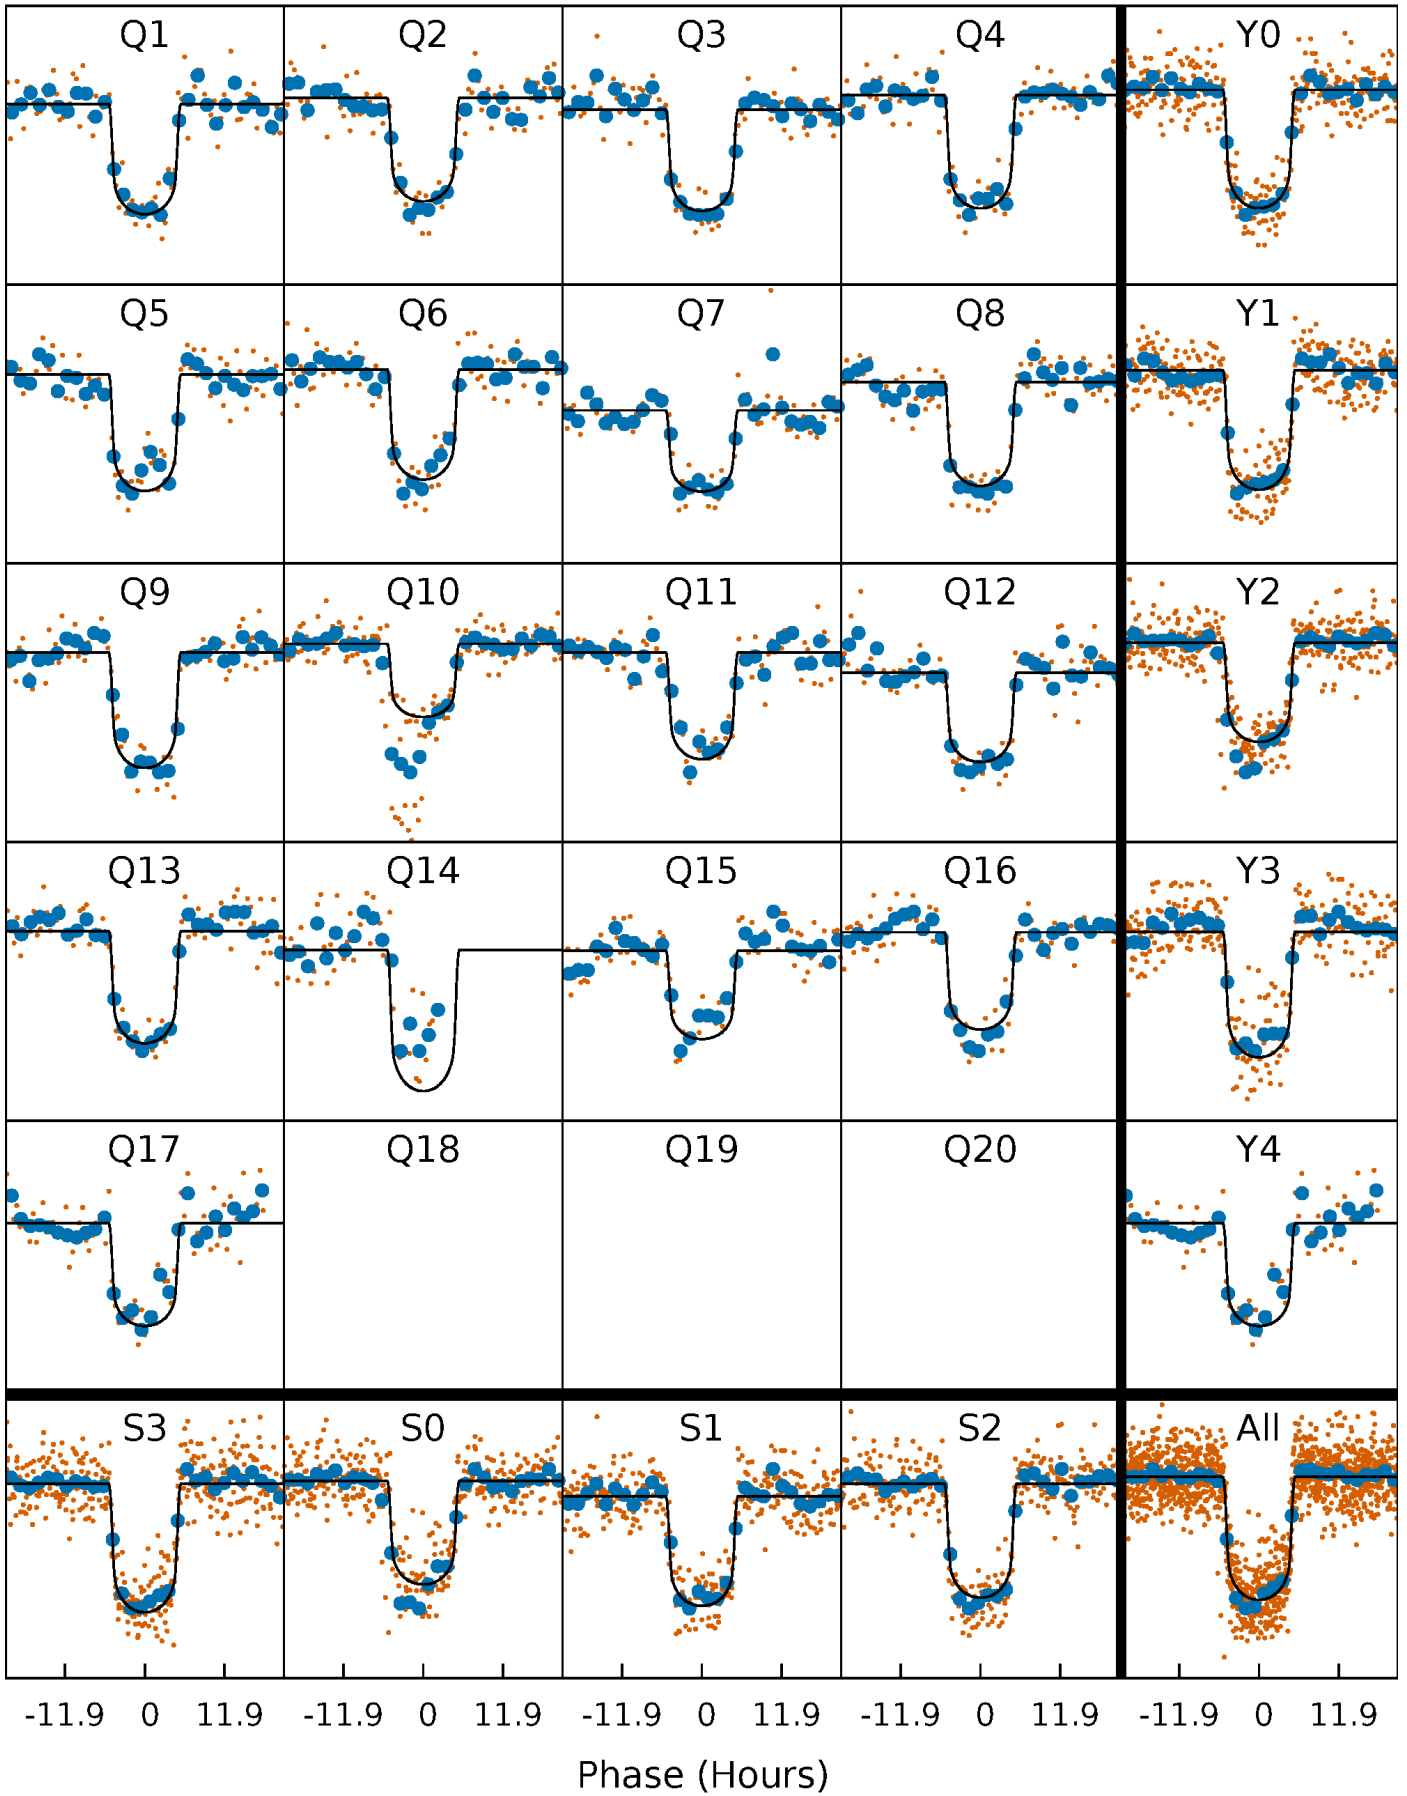 Q1 Q2 Q3 Q4 Y0
Q5 Q6 Q7 Q8 Y1
Q9 Q10 Q11 Q12 Y2
Q13 Q14 Q15 Q16 Y3
Q17 Q18 Q19 Q20 Y4
S3 S0 S1 S2 All
-11.9 0 11.9 -11.9 0 11.9 -11.9 0 11.9 -11.9 0 11.9 -11.9 0 11.9
Phase (Hours)